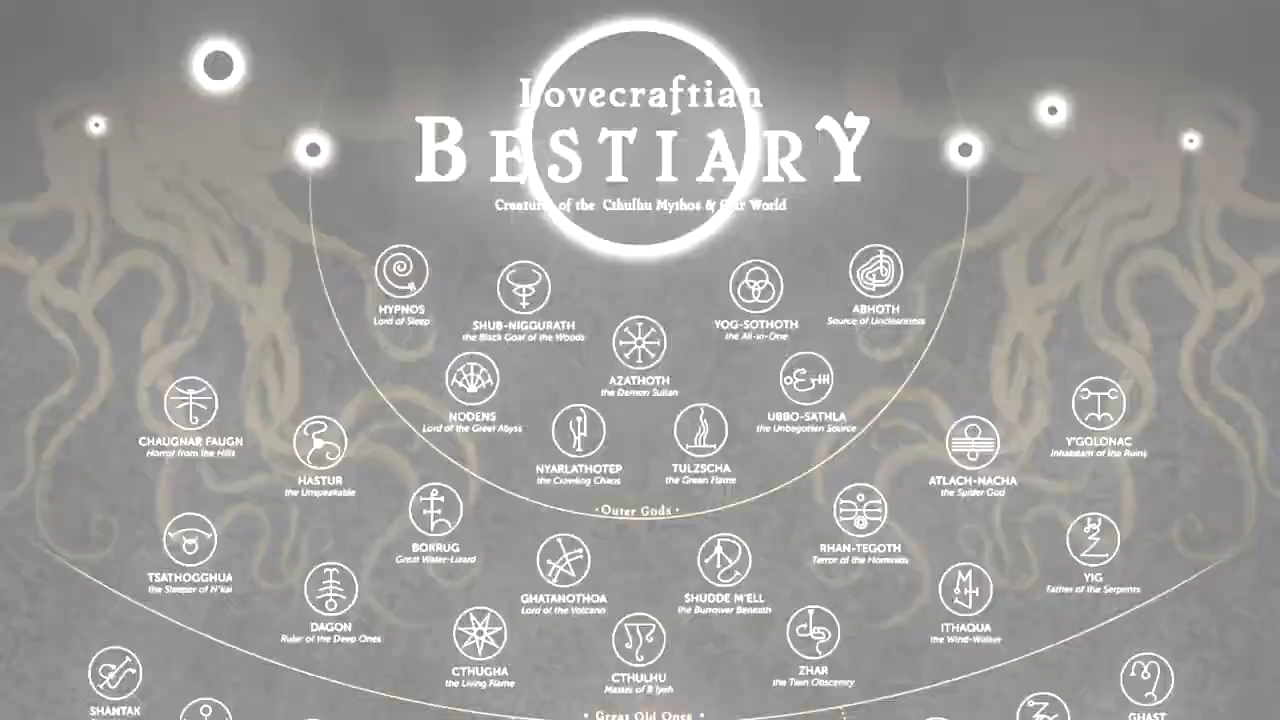 Lovecraftian
BESTIARY
Creatures of the Cthulhu Mythos & Our World
HYPNOS
Lord of Sleep
SHUB-NIGGURATH
the Black Goat of the Woods
YOG-SOTHOTH
the All-in-One
ABHOTH
Source of Uncleanness
AZATHOTH
the Demon Sultan
NODENS
Lord of the Great Abyss
UBBO-SATHLA
the Unbegotten Source
NYARLATHOTEP
the Crawling Chaos
TULZSCHA
the Green Flame
· Outer Gods ·
CHAUGNAR FAUGN
Horror from the Hills
HASTUR
the Unspeakable
ATLACH-NACHA
the Spider God
Y'GOLONAC
Inhabitant of the Ruins
BOKRUG
Great Water-Lizard
RHAN-TEGOTH
Terror of the Hominids
TSATHOGGHUA
the Sleeper of N'kai
DAGON
Ruler of the Deep Ones
GHATANOTHOA
Lord of the Volcano
SHUDDE M'ELL
the Burrower Beneath
ITHAQUA
the Wind-Walker
YIG
Father of the Serpents
CTHUGHA
the Living Flame
CTHULHU
Master of R'lyeh
ZHAR
the Twin Obscenity
· Great Old Ones ·
SHANTAK
GHAST